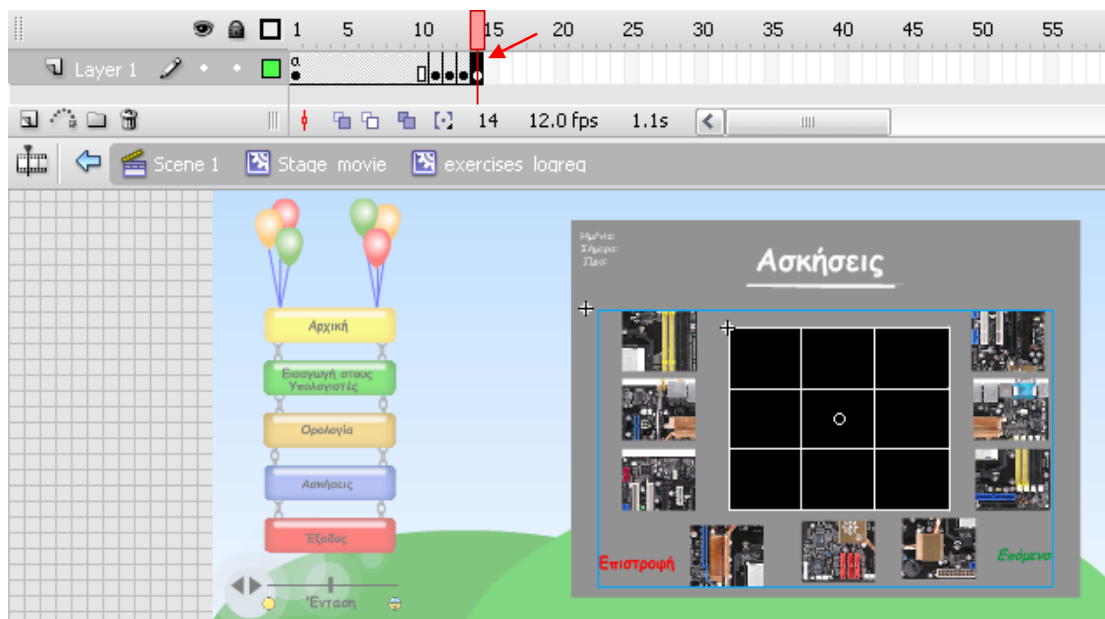 1 5 10 15 20 25 30 35 40 45 50 55
Layer 1
α
14 12.0 fps 1.1s
Scene 1 Stage movie exercises logreg
Ασκήσεις
Αρχική
Εισαγωγή στους
Υπολογιστές
Ορολογία
Ασκήσεις
Έξοδος
Ένταση
Επιστροφή
Επόμενο